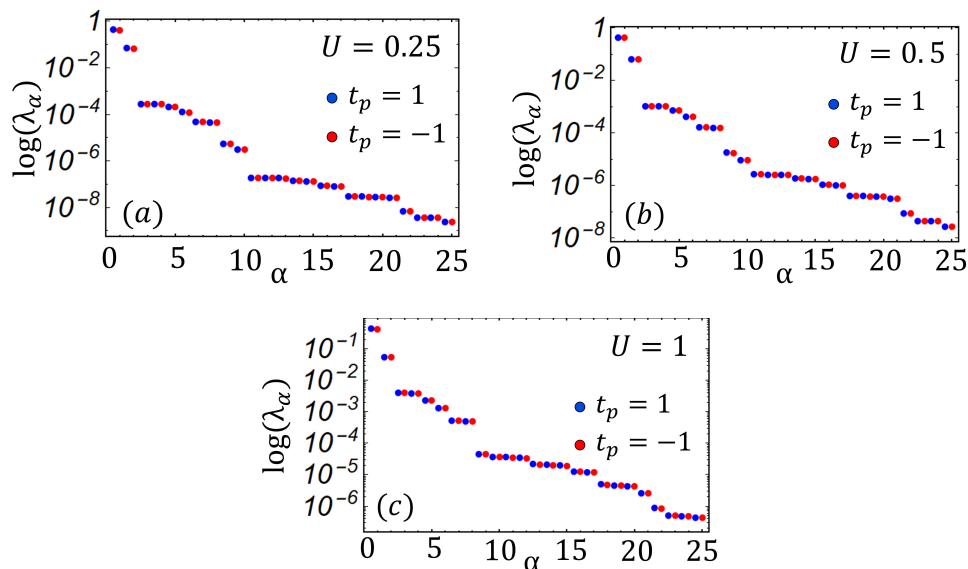 1
10⁻²
10⁻⁴
10⁻⁶
10⁻⁸
log(λ_α)
U = 0.25
t_p = 1
t_p = −1
(a)
0 5 10 15 20 25
α
1
10⁻²
10⁻⁴
10⁻⁶
10⁻⁸
log(λ_α)
U = 0.5
t_p = 1
t_p = −1
(b)
0 5 10 15 20 25
α
10⁻¹
10⁻²
10⁻³
10⁻⁴
10⁻⁵
10⁻⁶
log(λ_α)
U = 1
t_p = 1
t_p = −1
(c)
0 5 10 15 20 25
α